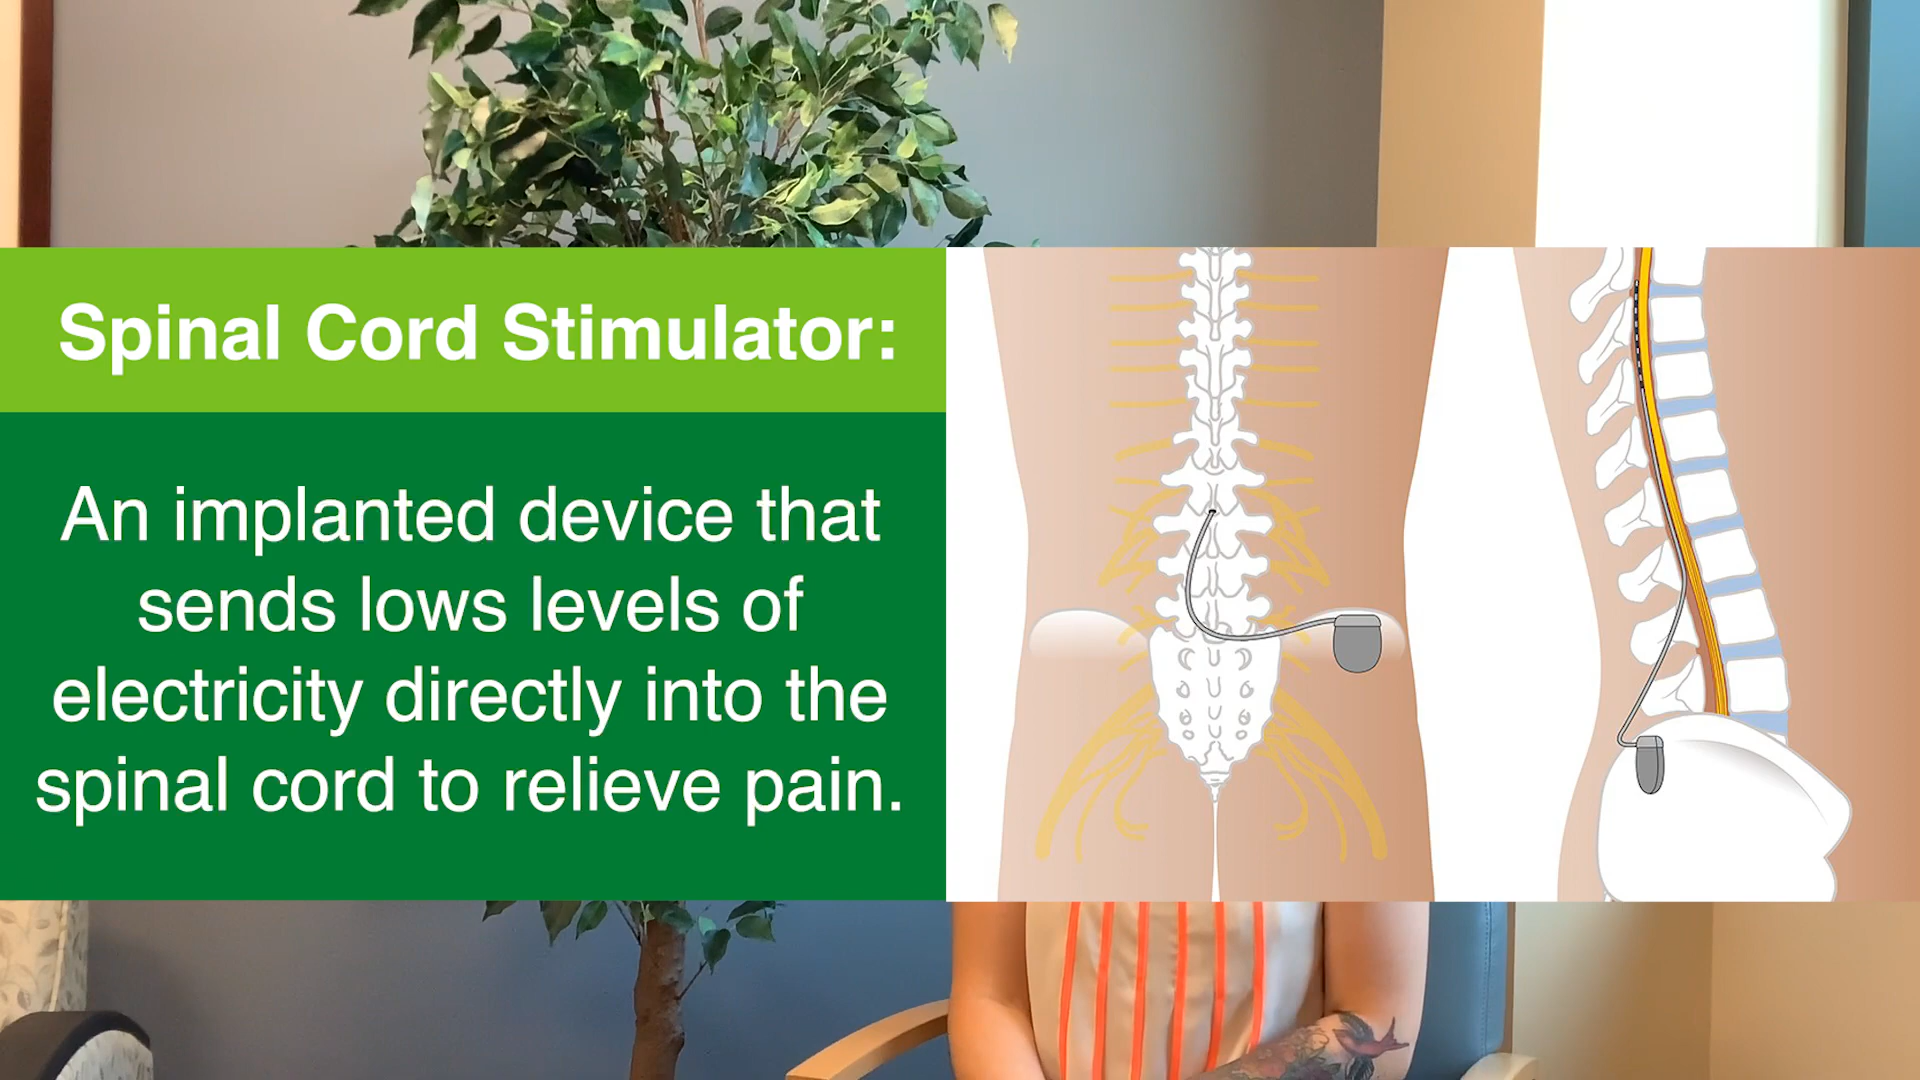 Spinal Cord Stimulator:
An implanted device that
sends lows levels of
electricity directly into the
spinal cord to relieve pain.